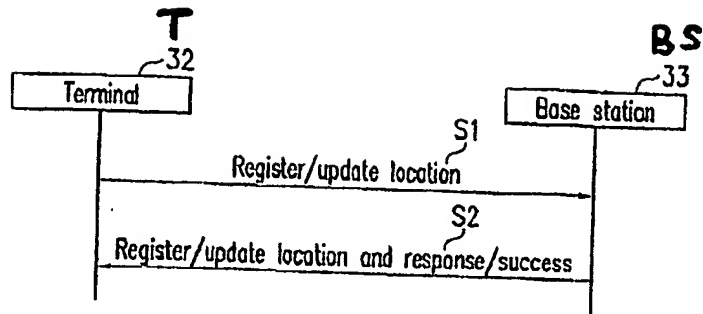 T
BS
32
33
Terminal
Base station
S1
Register/update location
S2
Register/update location and response/success